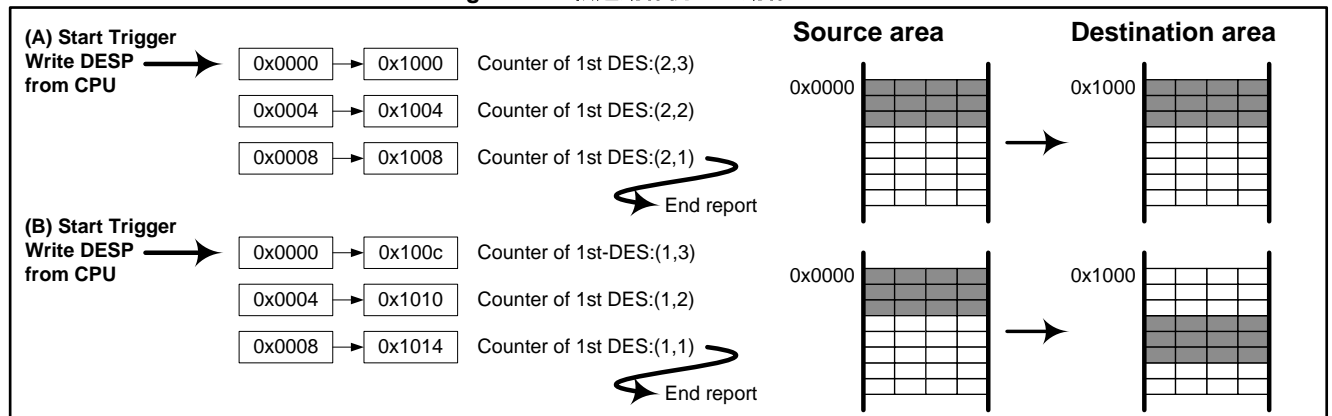 (A) Start Trigger
Write DESP
from CPU
0x0000
0x1000
Counter of 1st DES:(2,3)
0x0004
0x1004
Counter of 1st DES:(2,2)
0x0008
0x1008
Counter of 1st DES:(2,1)
End report
(B) Start Trigger
Write DESP
from CPU
0x0000
0x100c
Counter of 1st-DES:(1,3)
0x0004
0x1010
Counter of 1st DES:(1,2)
0x0008
0x1014
Counter of 1st DES:(1,1)
End report
Source area
Destination area
0x0000
0x1000
0x0000
0x1000